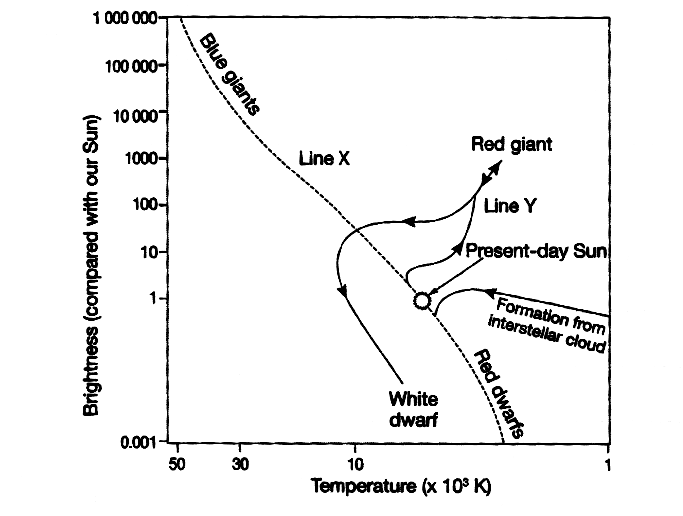 Brightness (compared with our Sun)
1 000 000
100 000
10 000
1000
100
10
1
0.001
Blue giants
Line X
Red giant
Line Y
Present-day Sun
Formation from
interstellar cloud
Red dwarfs
White
dwarf
50
30
10
1
Temperature (x 10³ K)